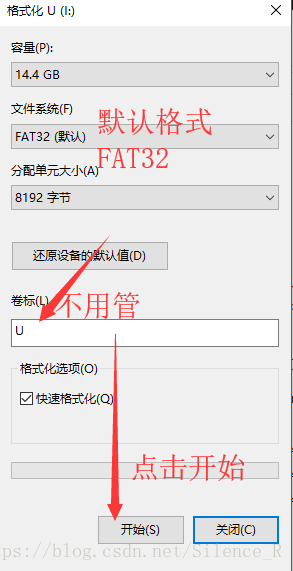 格式化 U (I:)
容量(P):
14.4 GB
文件系统(F)
默认格式
FAT32 (默认)
FAT32
分配单元大小(A)
8192 字节
还原设备的默认值(D)
卷标(L)
不用管
U
格式化选项(O)
快速格式化(Q)
点击开始
开始(S)
关闭(C)
https://blog.csdn.net/Silence_R